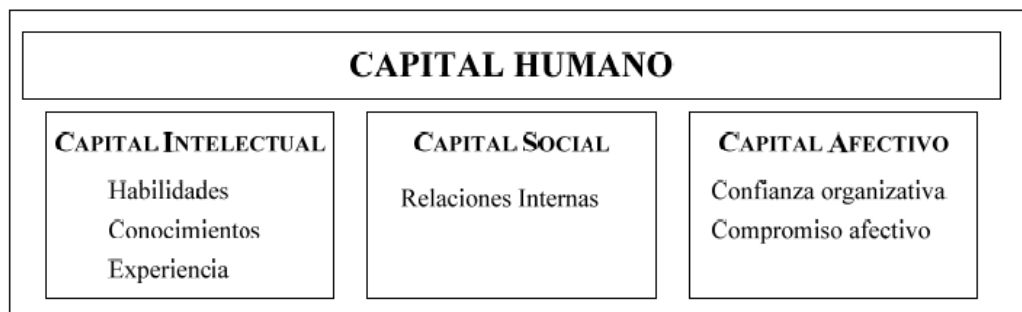 CAPITAL HUMANO
CAPITAL INTELECTUAL
Habilidades
Conocimientos
Experiencia
CAPITAL SOCIAL
Relaciones Internas
CAPITAL AFECTIVO
Confianza organizativa
Compromiso afectivo